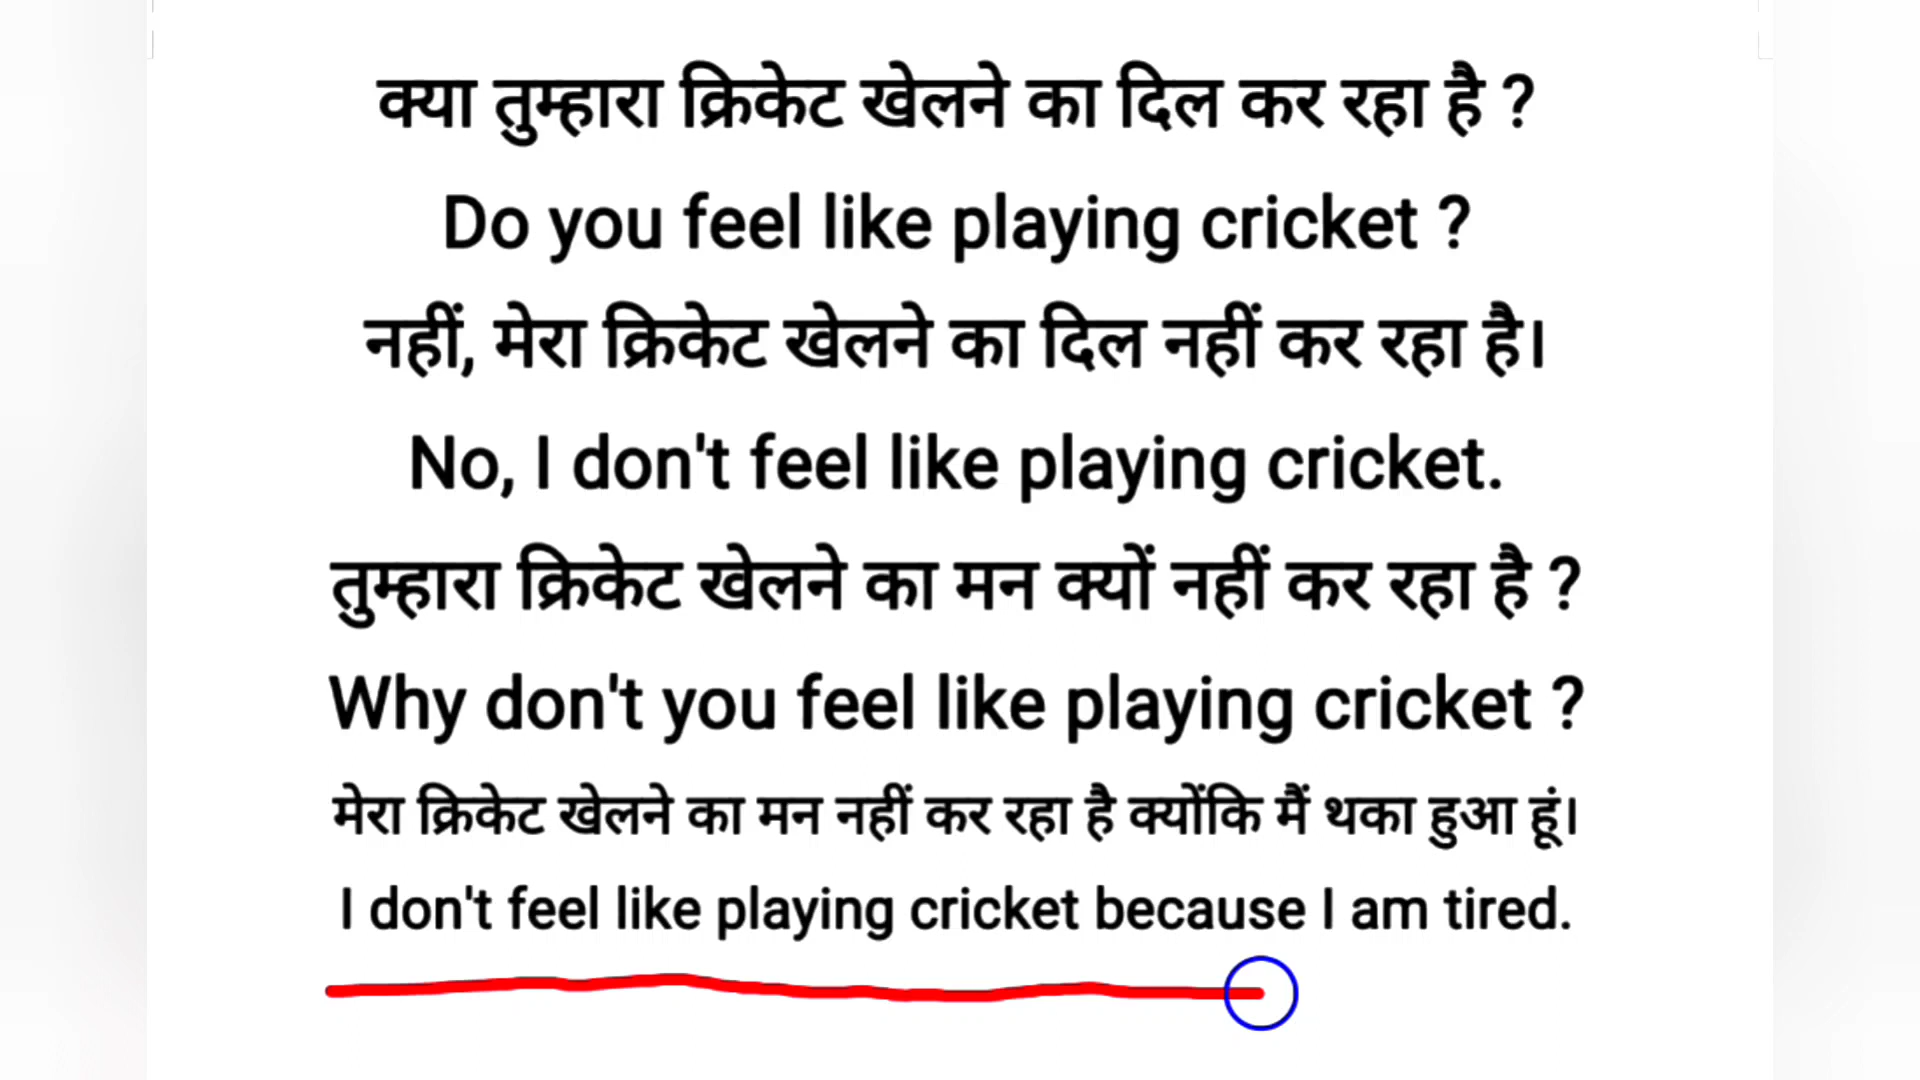 क्या तुम्हारा क्रिकेट खेलने का दिल कर रहा है ?
Do you feel like playing cricket ?
नहीं, मेरा क्रिकेट खेलने का दिल नहीं कर रहा है।
No, I don't feel like playing cricket.
तुम्हारा क्रिकेट खेलने का मन क्यों नहीं कर रहा है ?
Why don't you feel like playing cricket ?
मेरा क्रिकेट खेलने का मन नहीं कर रहा है क्योंकि मैं थका हुआ हूं।
I don't feel like playing cricket because I am tired.